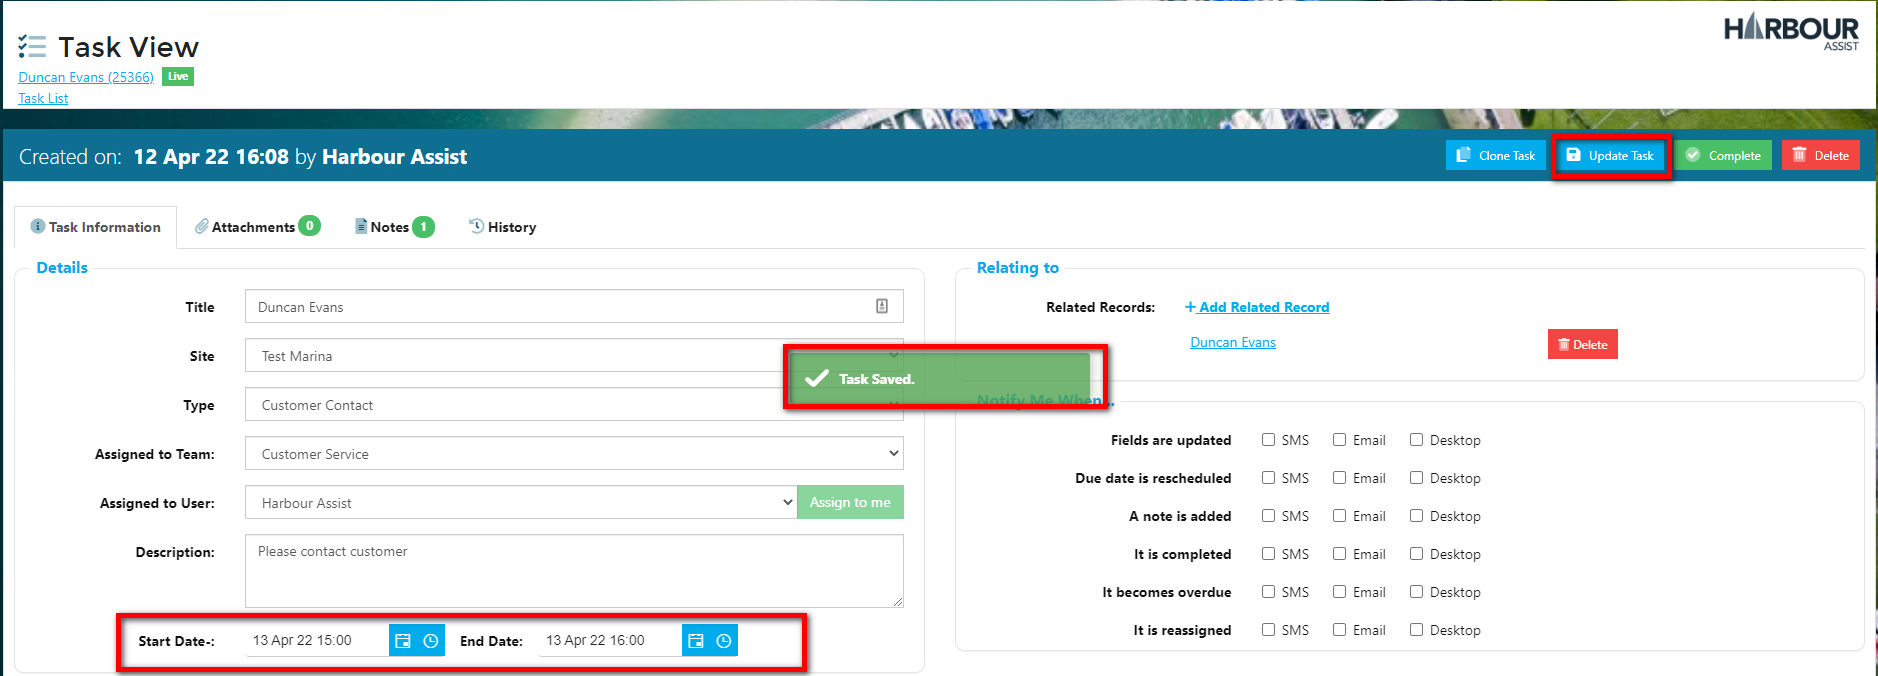 Task View
HARBOUR
ASSIST
Duncan Evans (25366) Live
Task List
Created on: 12 Apr 22 16:08 by Harbour Assist
Clone Task Update Task Complete Delete
Task Information Attachments 0 Notes 1 History
Details
Title Duncan Evans
Site Test Marina
Type Customer Contact
Assigned to Team: Customer Service
Assigned to User: Harbour Assist Assign to me
Description: Please contact customer
Start Date-: 13 Apr 22 15:00 End Date: 13 Apr 22 16:00
Task Saved.
Relating to
Related Records: + Add Related Record
Duncan Evans Delete
Notify Me When...
Fields are updated SMS Email Desktop
Due date is rescheduled SMS Email Desktop
A note is added SMS Email Desktop
It is completed SMS Email Desktop
It becomes overdue SMS Email Desktop
It is reassigned SMS Email Desktop